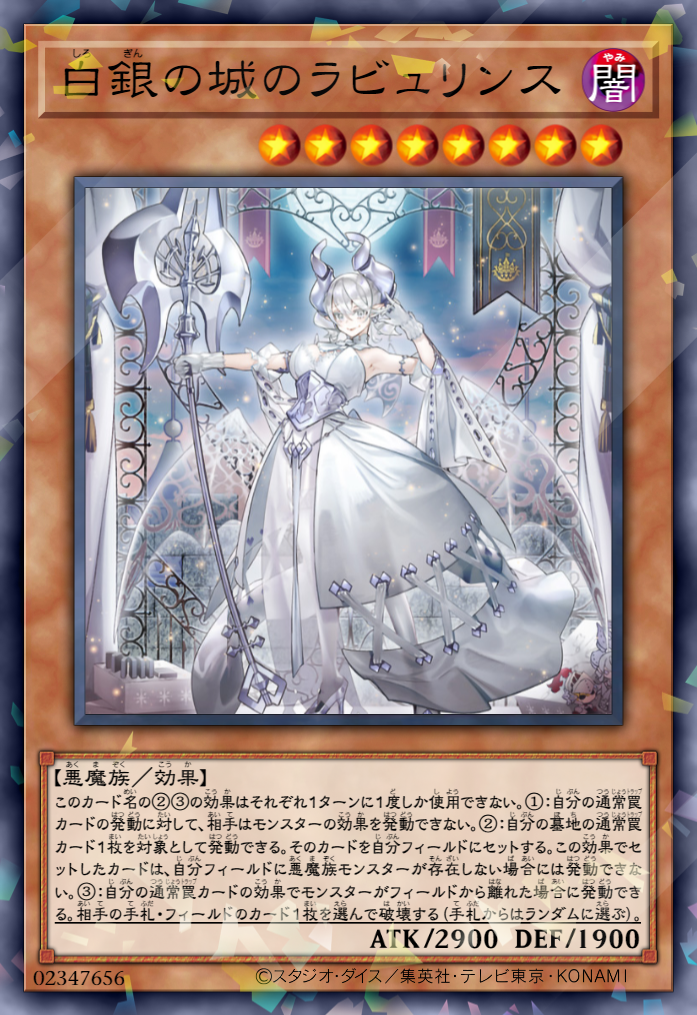 白銀の城のラビュリンス
闇
【悪魔族／効果】
このカード名の②③の効果はそれぞれ1ターンに1度しか使用できない。①：自分の通常罠
カードの発動に対して、相手はモンスターの効果を発動できない。②：自分の墓地の通常罠
カード1枚を対象として発動できる。そのカードを自分フィールドにセットする。この効果でセ
ットしたカードは、自分フィールドに悪魔族モンスターが存在しない場合には発動できな
い。③：自分の通常罠カードの効果でモンスターがフィールドから離れた場合に発動でき
る。相手の手札・フィールドのカード1枚を選んで破壊する（手札からはランダムに選ぶ）。
ATK/2900 DEF/1900
02347656
©スタジオ・ダイス／集英社・テレビ東京・KONAMI